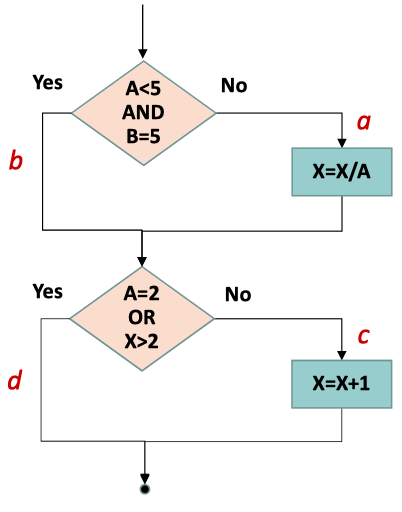 Yes
No
A<5
AND
B=5
a
b
X=X/A
Yes
No
A=2
OR
X>2
c
d
X=X+1